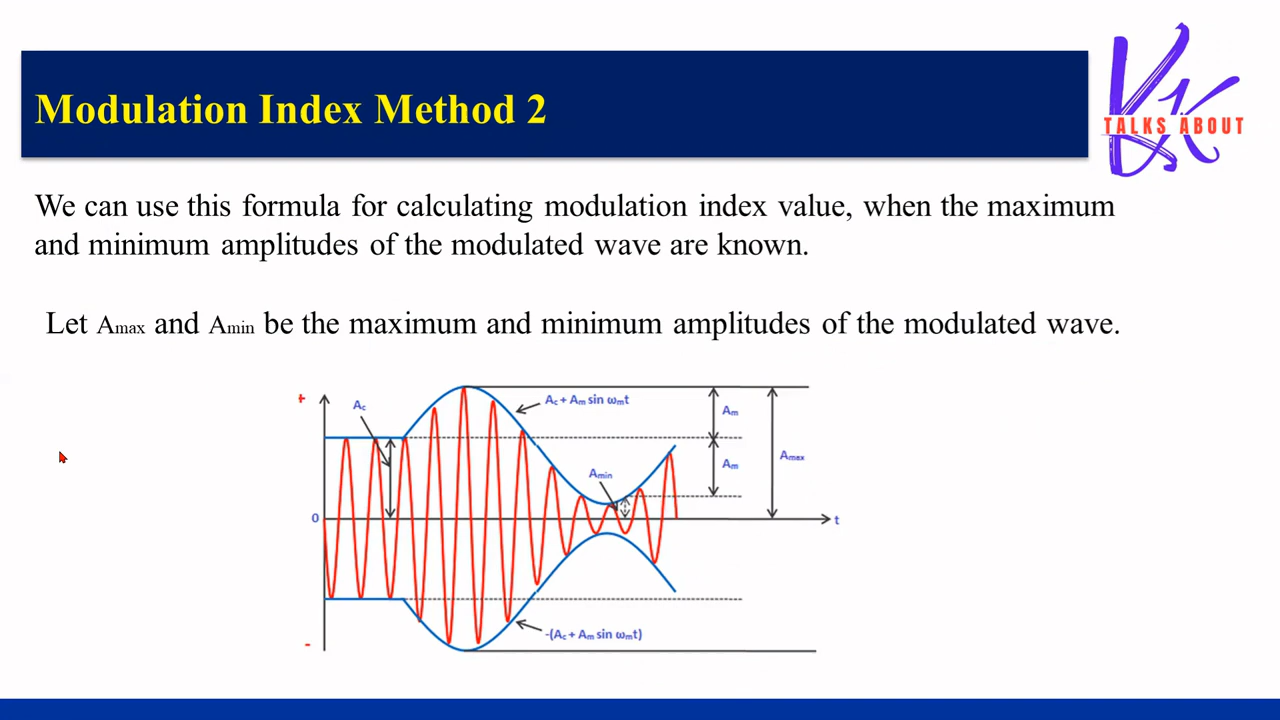 Modulation Index Method 2
KK
TALKS ABOUT
We can use this formula for calculating modulation index value, when the maximum
and minimum amplitudes of the modulated wave are known.
Let Amax and Amin be the maximum and minimum amplitudes of the modulated wave.
+
Ac
Ac + Am sin ωmt
Am
Amin
Am
Amax
0
t
-(Ac + Am sin ωmt)
-